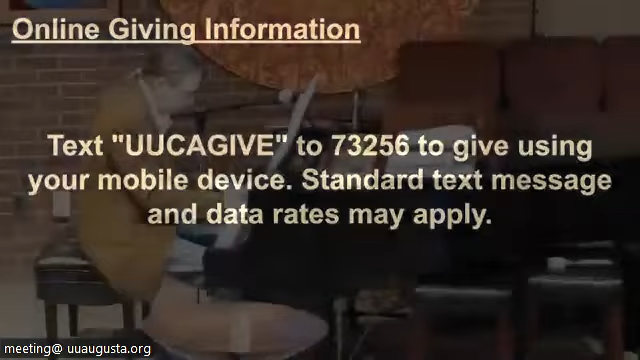 Online Giving Information
Text "UUCAGIVE" to 73256 to give using
your mobile device. Standard text message
and data rates may apply.
meeting@ uuaugusta.org